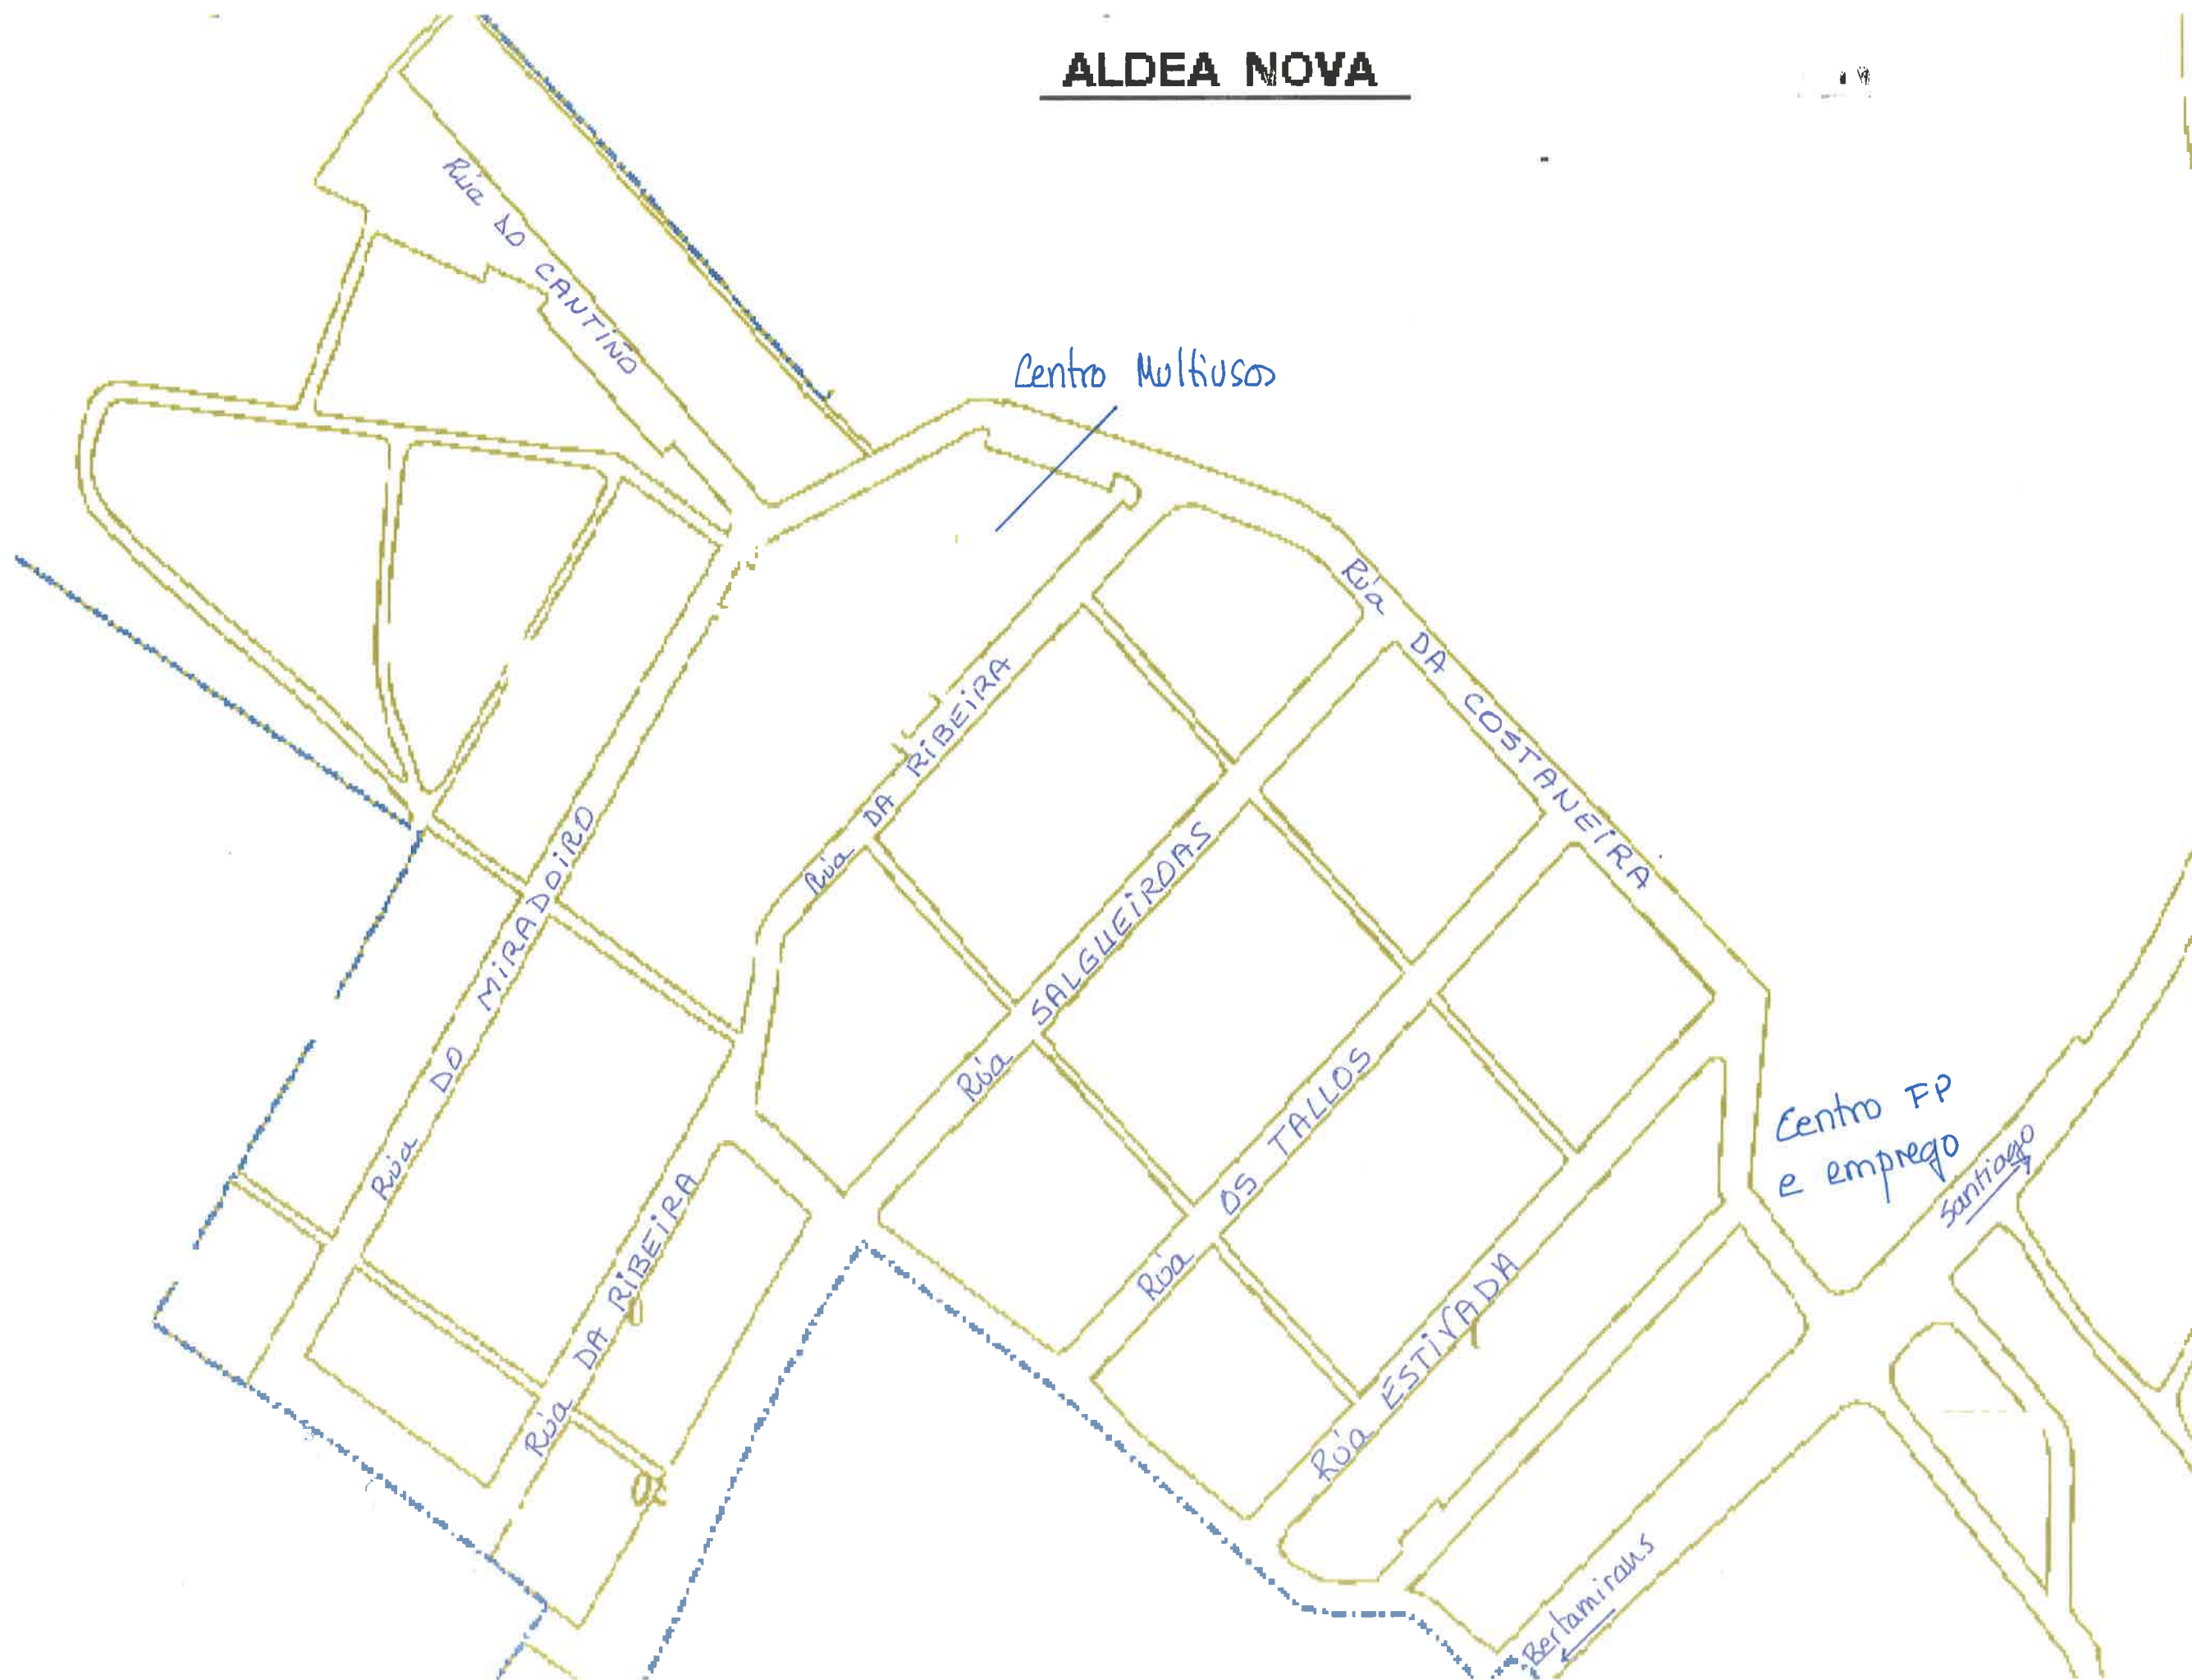 ALDEA NOVA
Rúa DO CANTIÑO
Centro Multiusos
Rúa DA COSTANEIRA
Rúa DA RIBEIRA
Rúa DO MIRADOIRO
Rúa SALGUEIROAS
Rúa OS TALLOS
Centro FP
e emprego
Santiago
Rúa DA RIBEIRA
Rúa ESTIVADA
Bertamirans